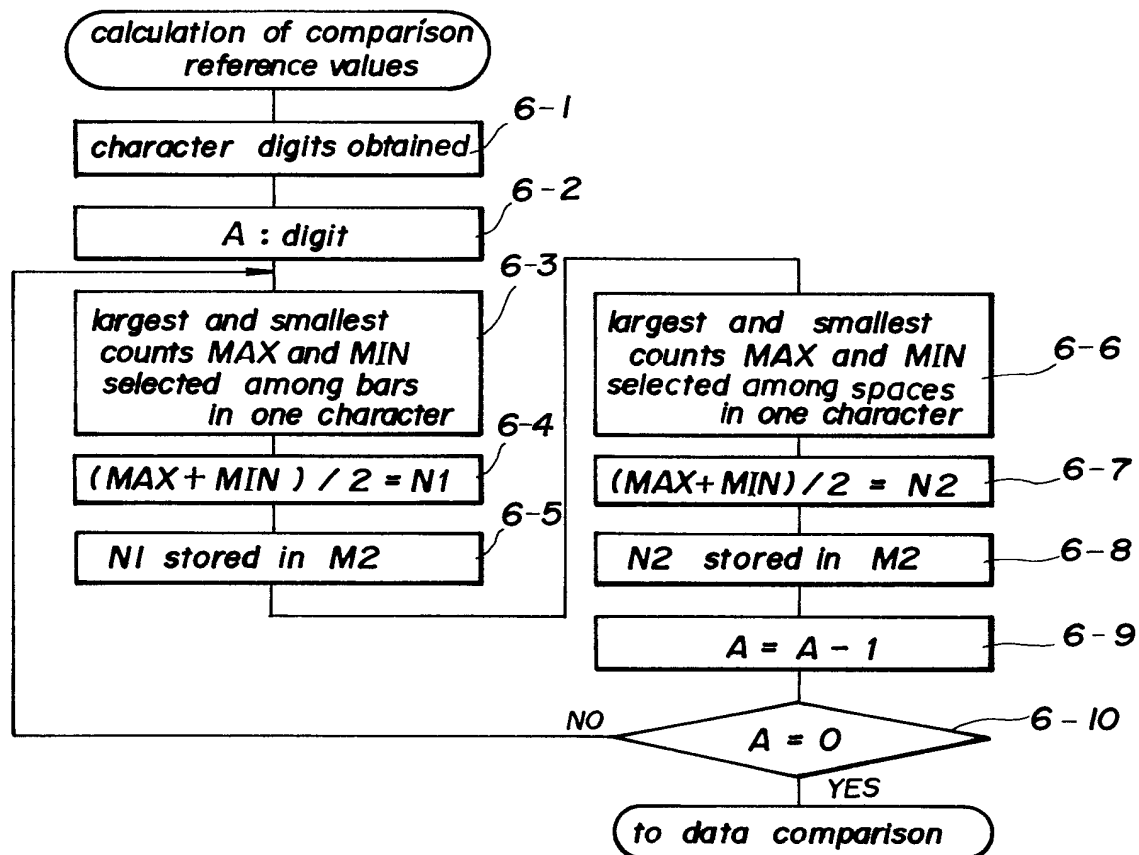 calculation of comparison
reference values
6-1
character digits obtained
6-2
A : digit
6-3
largest and smallest
counts MAX and MIN
selected among bars
in one character
6-4
(MAX+ MIN ) / 2 = N1
6-5
N1 stored in M2
largest and smallest
counts MAX and MIN
selected among spaces
in one character
6-6
(MAX+MIN) / 2 = N2
6-7
N2 stored in M2
6-8
A = A - 1
6-9
NO
A = 0
6-10
YES
to data comparison